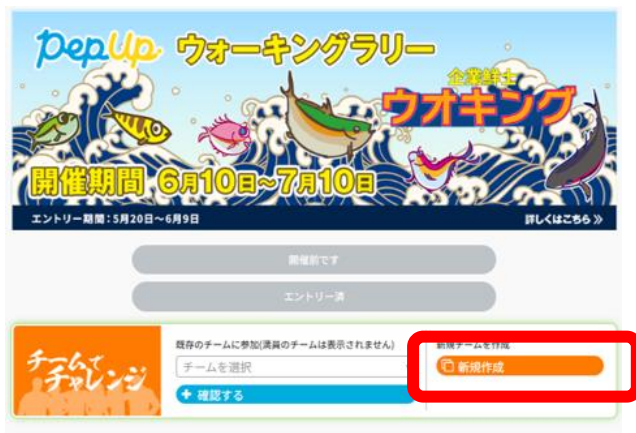 PepUp ウォーキングラリー
企業鮮士
ウオキング
開催期間 6月10日~7月10日
エントリー期間:5月20日~6月9日
詳しくはこちら 》
開催前です
エントリー済
チームで
チャレンジ
既存のチームに参加(満員のチームは表示されません)
チームを選択
+ 確認する
新規チームを作成
新規作成